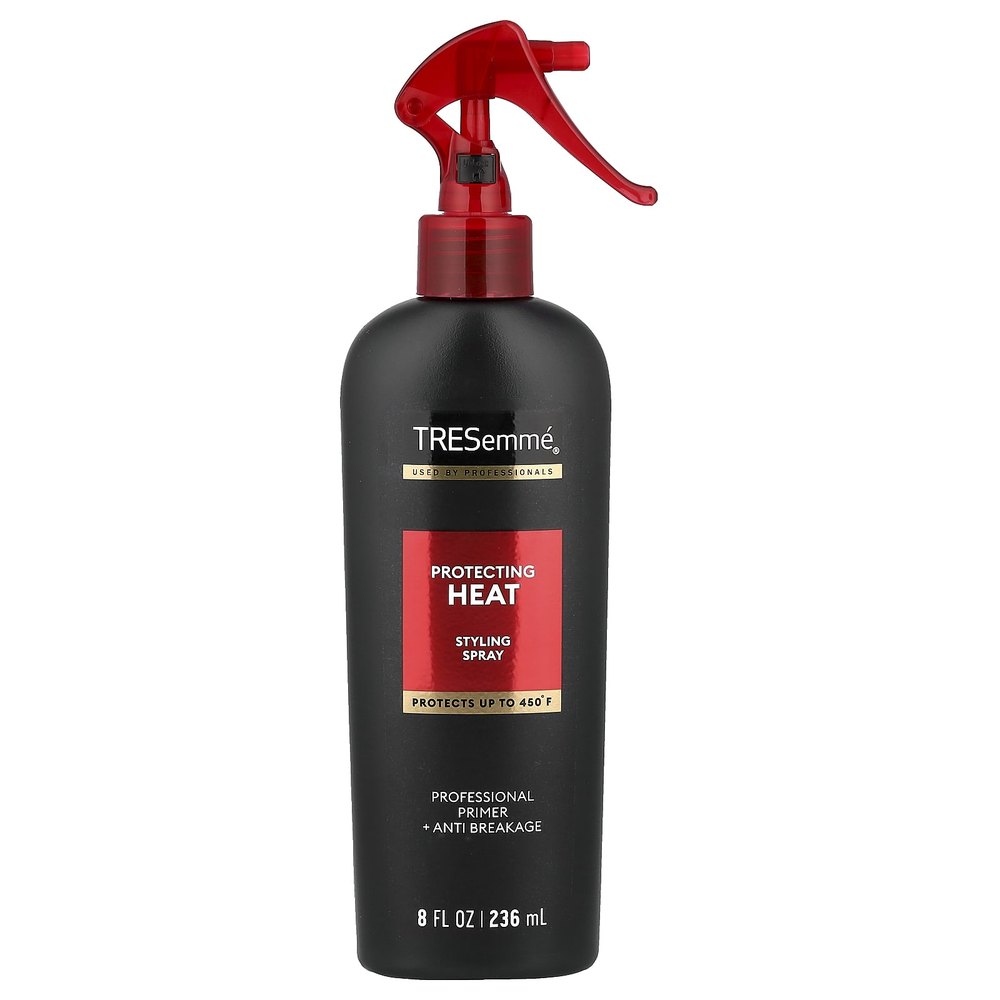 TRESemmé®
USED BY PROFESSIONALS
PROTECTING
HEAT
STYLING
SPRAY
PROTECTS UP TO 450°F
PROFESSIONAL
PRIMER
+ ANTI BREAKAGE
8 FL OZ | 236 mL